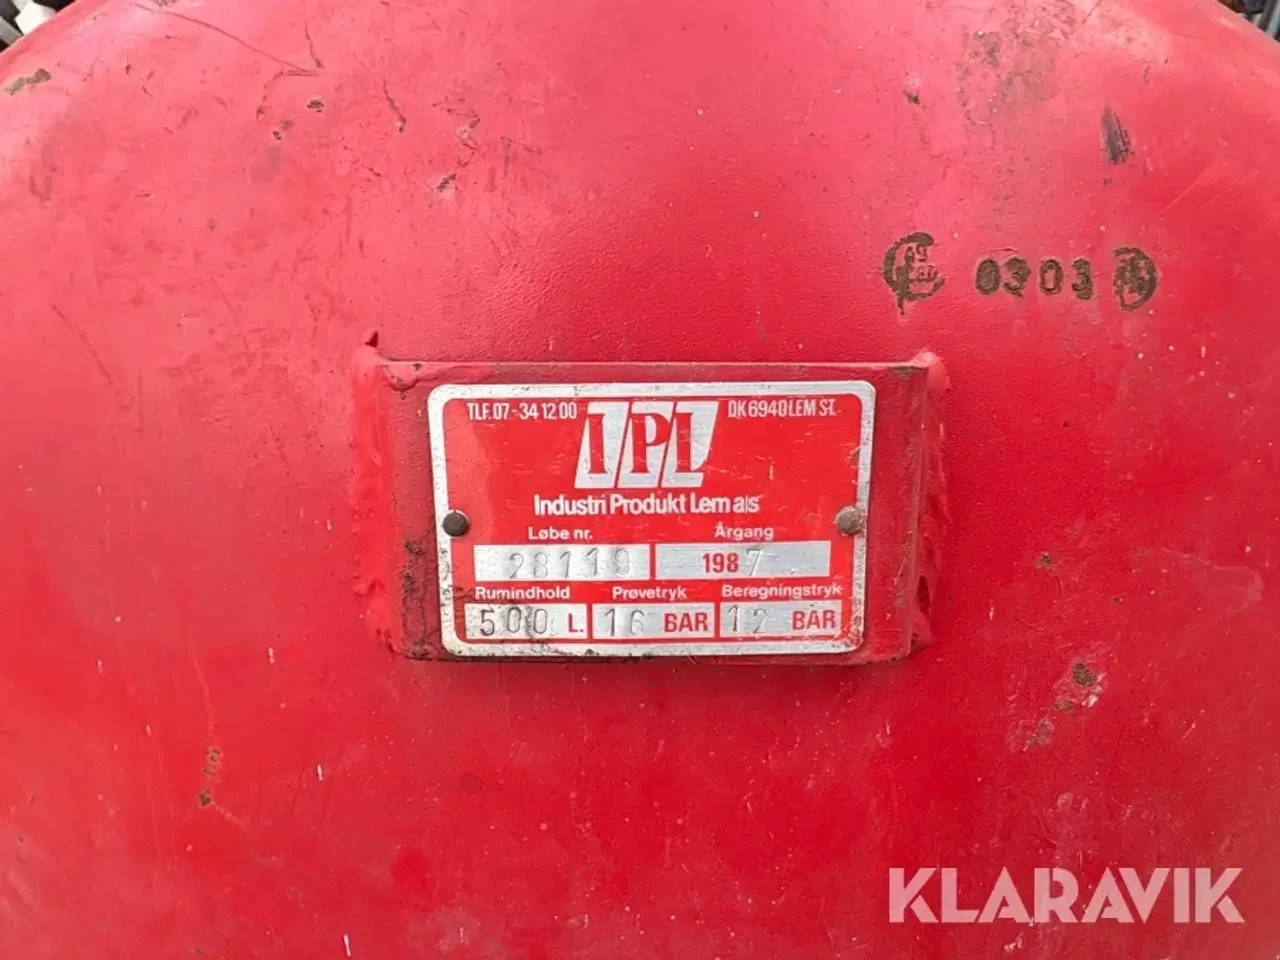 0303
TLF. 07-34 12 00 IPL DK 6940 LEM ST.
Industri Produkt Lem a/s
Løbe nr. Årgang
28119 1987
Rumindhold Prøvetryk Beregningstryk
500 L. 16 BAR 12 BAR
KLARAVIK